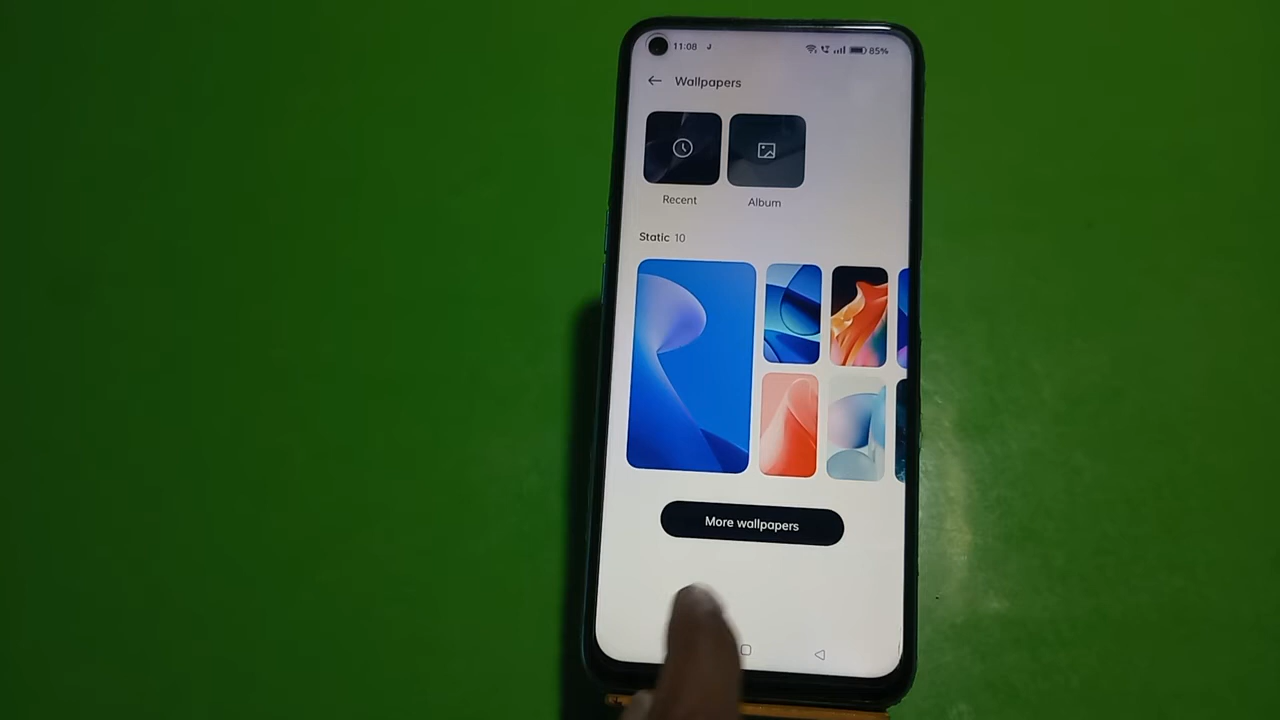 11:08 85%
Wallpapers
Recent Album
Static 10
More wallpapers